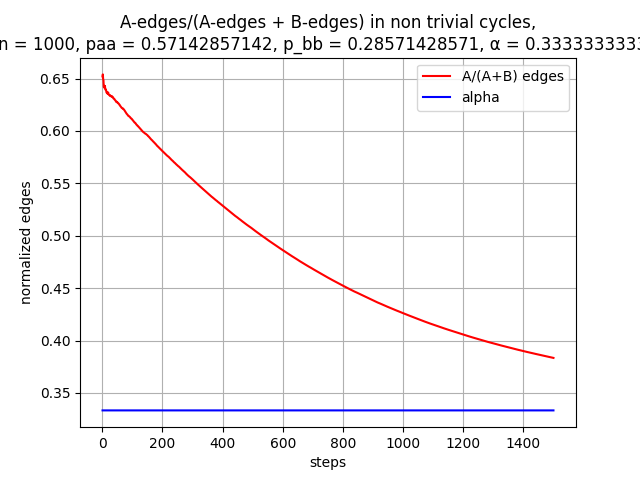 A-edges/(A-edges + B-edges) in non trivial cycles,
n = 1000, paa = 0.57142857142, p_bb = 0.28571428571, α = 0.3333333333
A/(A+B) edges
alpha
normalized edges
0.65
0.60
0.55
0.50
0.45
0.40
0.35
0 200 400 600 800 1000 1200 1400
steps